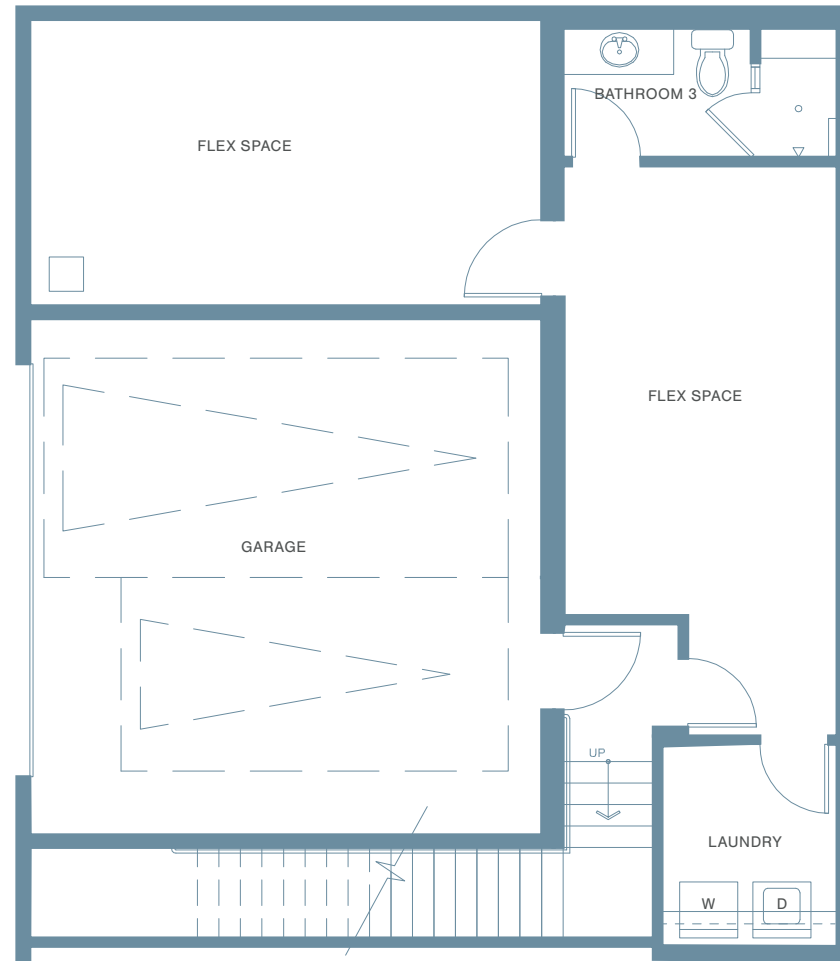 BATHROOM 3
FLEX SPACE
FLEX SPACE
GARAGE
UP
LAUNDRY
W
D